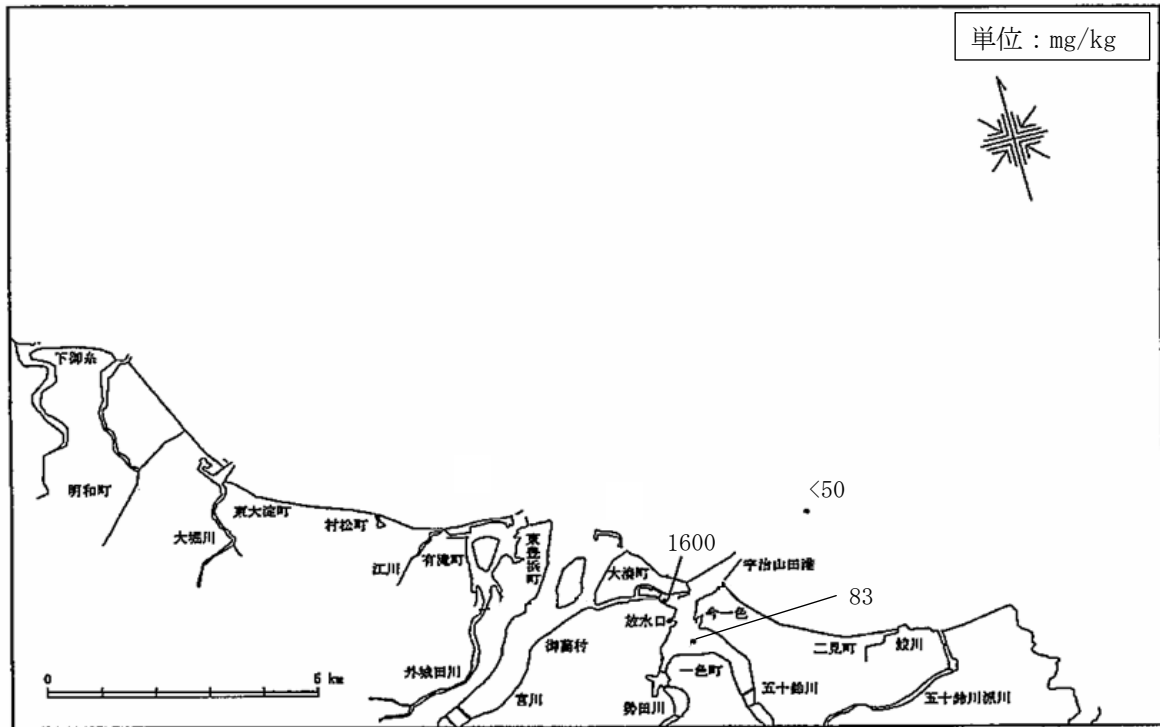 単位：mg/kg
下御糸
明和町
大堀川
東大淀町
村松町
江川
有滝町
東豊浜町
外城田川
宮川
御薗村
大湊町
<50
1600
宇治山田港
83
放水口
今一色
一色町
勢田川
二見町
鮫川
五十鈴川
五十鈴川派川
0
5 km